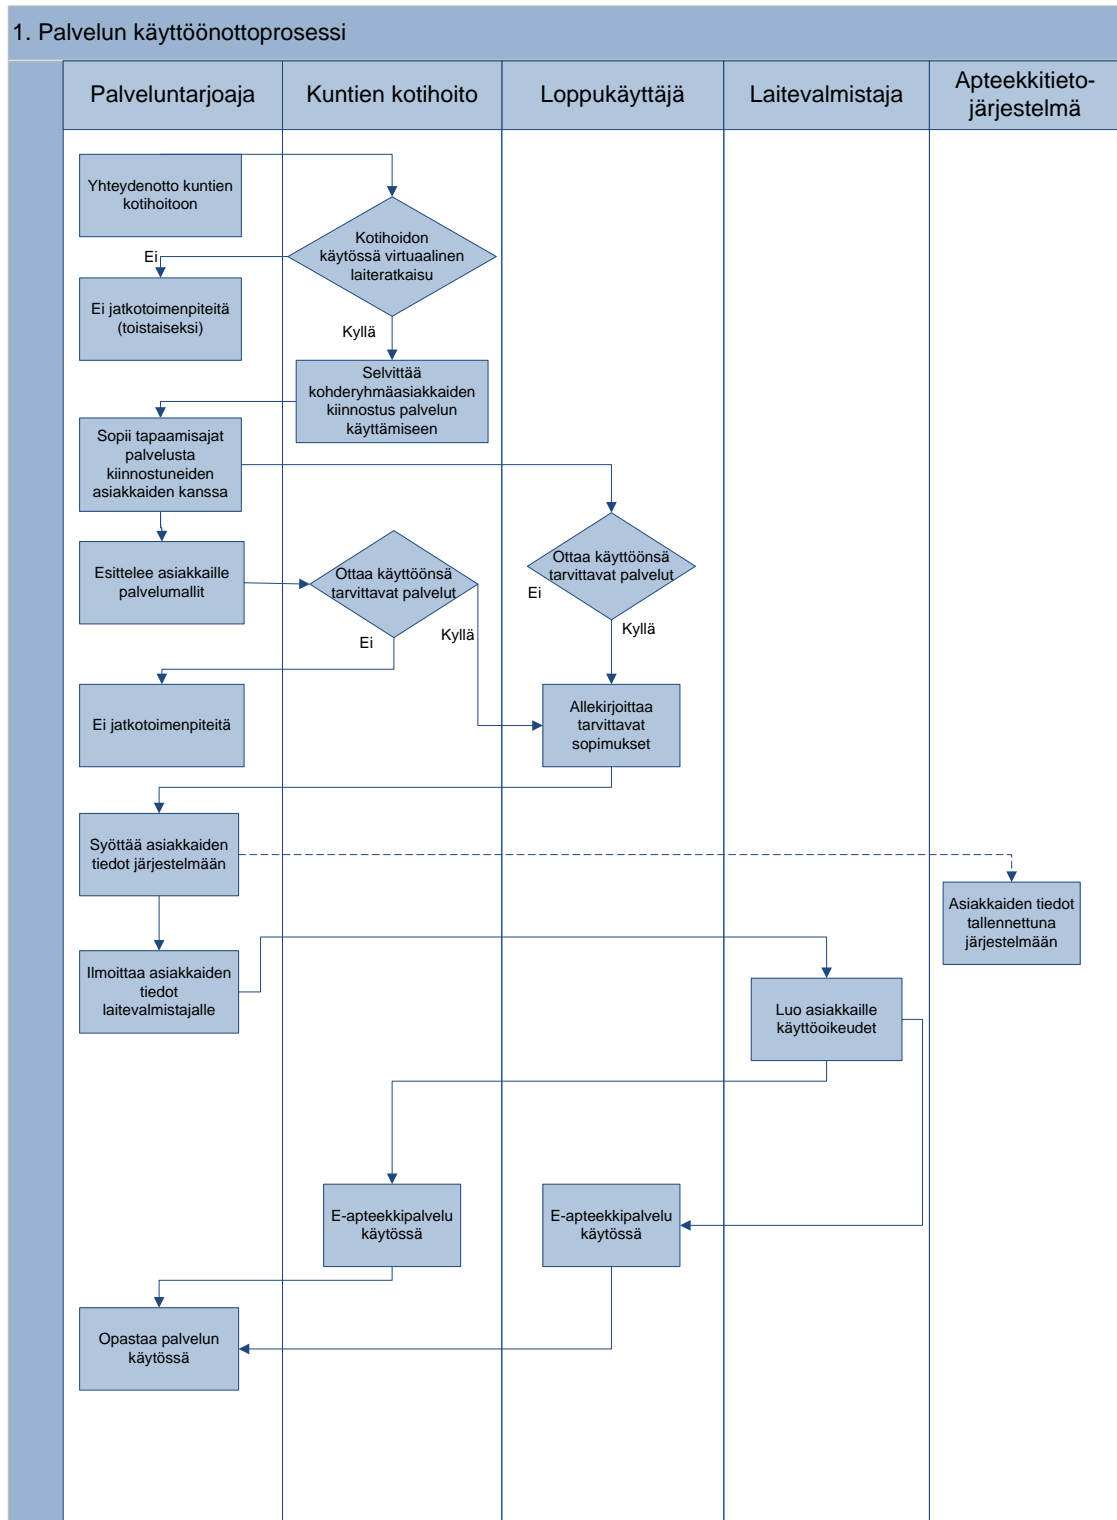 1. Palvelun käyttöönottoprosessi
Palveluntarjoaja
Kuntien kotihoito
Loppukäyttäjä
Laitevalmistaja
Apteekkitieto-
järjestelmä
Yhteydenotto kuntien
kotihoitoon
Kotihoidon
käytössä virtuaalinen
laiteratkaisu
Ei
Ei jatkotoimenpiteitä
(toistaiseksi)
Kyllä
Selvittää
kohderyhmäasiakkaiden
kiinnostus palvelun
käyttämiseen
Sopii tapaamisajat
palvelusta
kiinnostuneiden
asiakkaiden kanssa
Esittelee asiakkaille
palvelumallit
Ottaa käyttöönsä
tarvittavat palvelut
Ei
Kyllä
Ottaa käyttöönsä
tarvittavat palvelut
Ei
Kyllä
Ei jatkotoimenpiteitä
Allekirjoittaa
tarvittavat
sopimukset
Syöttää asiakkaiden
tiedot järjestelmään
Asiakkaiden tiedot
tallennettuna
järjestelmään
Ilmoittaa asiakkaiden
tiedot
laitevalmistajalle
Luo asiakkaille
käyttöoikeudet
E-apteekkipalvelu
käytössä
E-apteekkipalvelu
käytössä
Opastaa palvelun
käytössä